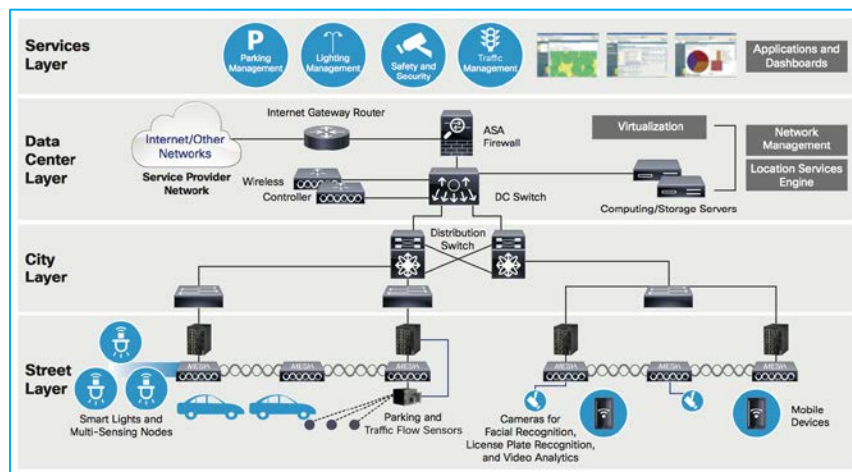 Services
Layer
P
Parking
Management
Lighting
Management
Safety and
Security
Traffic
Management
Applications and
Dashboards
Data
Center
Layer
Internet/Other
Networks
Service Provider
Network
Internet Gateway Router
ASA
Firewall
Wireless
Controller
DC Switch
Virtualization
Network
Management
Location Services
Engine
Computing/Storage Servers
City
Layer
Distribution
Switch
Street
Layer
MESH
MESH
MESH
MESH
MESH
MESH
Smart Lights and
Multi-Sensing Nodes
Parking and
Traffic Flow Sensors
Cameras for
Facial Recognition,
License Plate Recognition,
and Video Analytics
Mobile
Devices